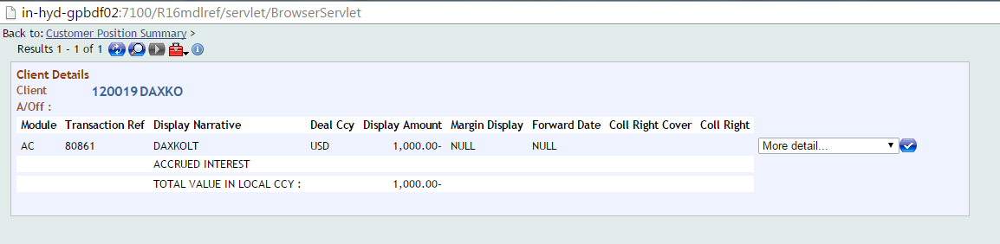 in-hyd-gpbdf02:7100/R16mdlref/servlet/BrowserServlet
Back to: Customer Position Summary >
Results 1 - 1 of 1
Client Details
Client 120019 DAXKO
A/Off :
Module Transaction Ref Display Narrative Deal Ccy Display Amount Margin Display Forward Date Coll Right Cover Coll Right
AC 80861 DAXKOLT USD 1,000.00- NULL NULL More detail...
ACCRUED INTEREST
TOTAL VALUE IN LOCAL CCY : 1,000.00-